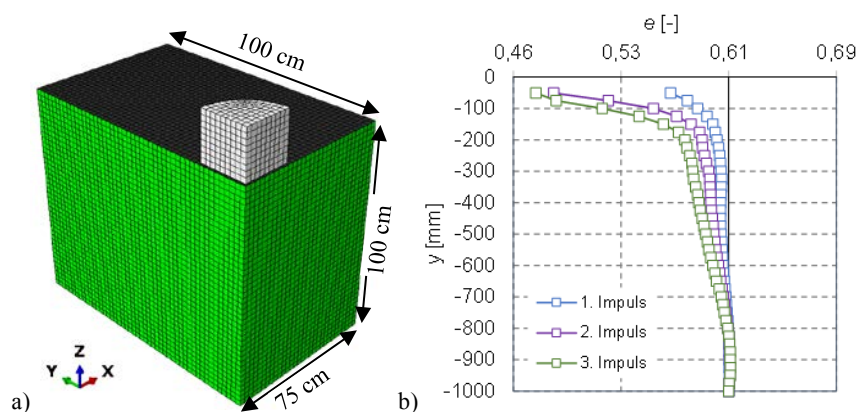 100 cm
100 cm
75 cm
Z
Y
X
a)
e [-]
0,46
0,53
0,61
0,69
0
-100
-200
-300
-400
-500
-600
-700
-800
-900
-1000
y [mm]
1. Impuls
2. Impuls
3. Impuls
b)